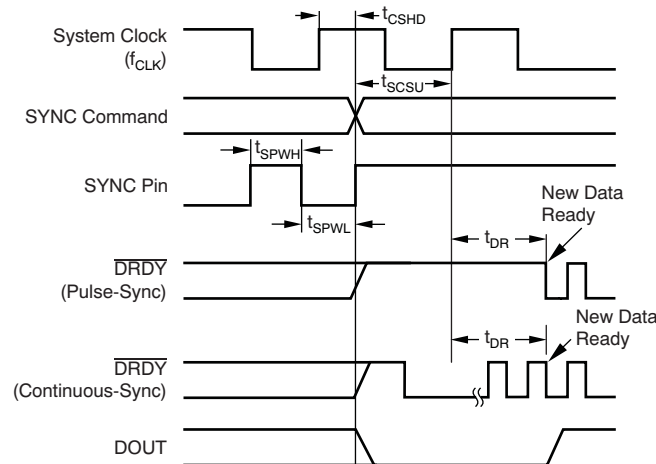 System Clock
(fCLK)
tCSHD
tSCSU
SYNC Command
tSPWH
SYNC Pin
tSPWL
New Data
Ready
tDR
DRDY
(Pulse-Sync)
New Data
Ready
tDR
DRDY
(Continuous-Sync)
DOUT